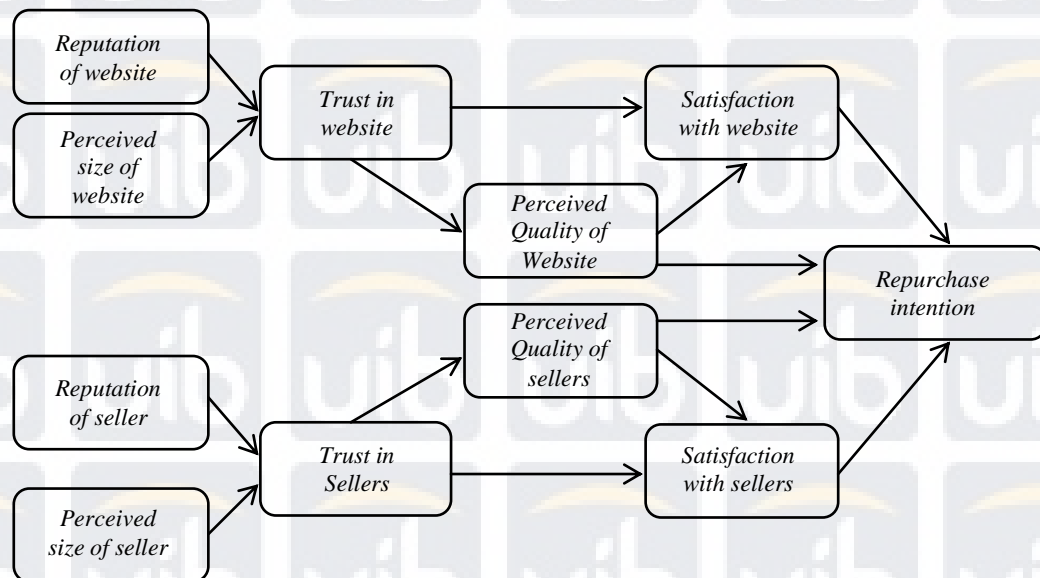 Reputation
of website
Perceived
size of
website
Trust in
website
Satisfaction
with website
Perceived
Quality of
Website
Repurchase
intention
Perceived
Quality of
sellers
Reputation
of seller
Trust in
Sellers
Satisfaction
with sellers
Perceived
size of seller